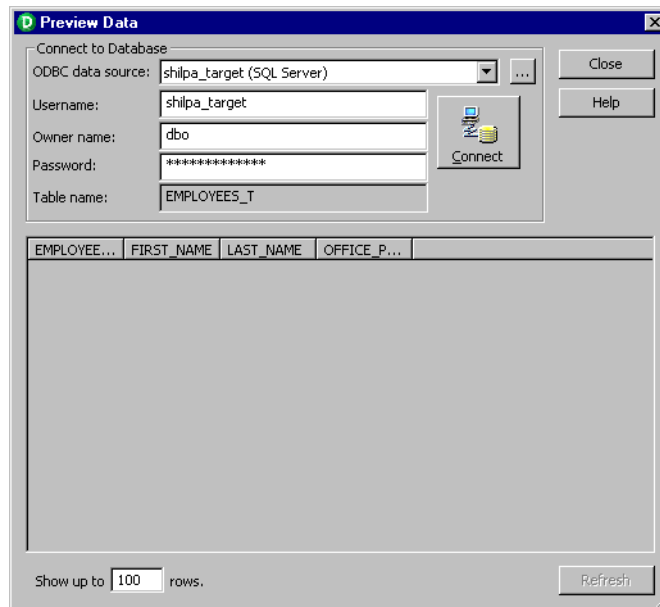 Preview Data
Connect to Database
ODBC data source: shilpa_target (SQL Server) ...
Close
Username: shilpa_target
Help
Owner name: dbo
Connect
Password: *************
Table name: EMPLOYEES_T
EMPLOYEE... FIRST_NAME LAST_NAME OFFICE_P...
Show up to 100 rows. Refresh